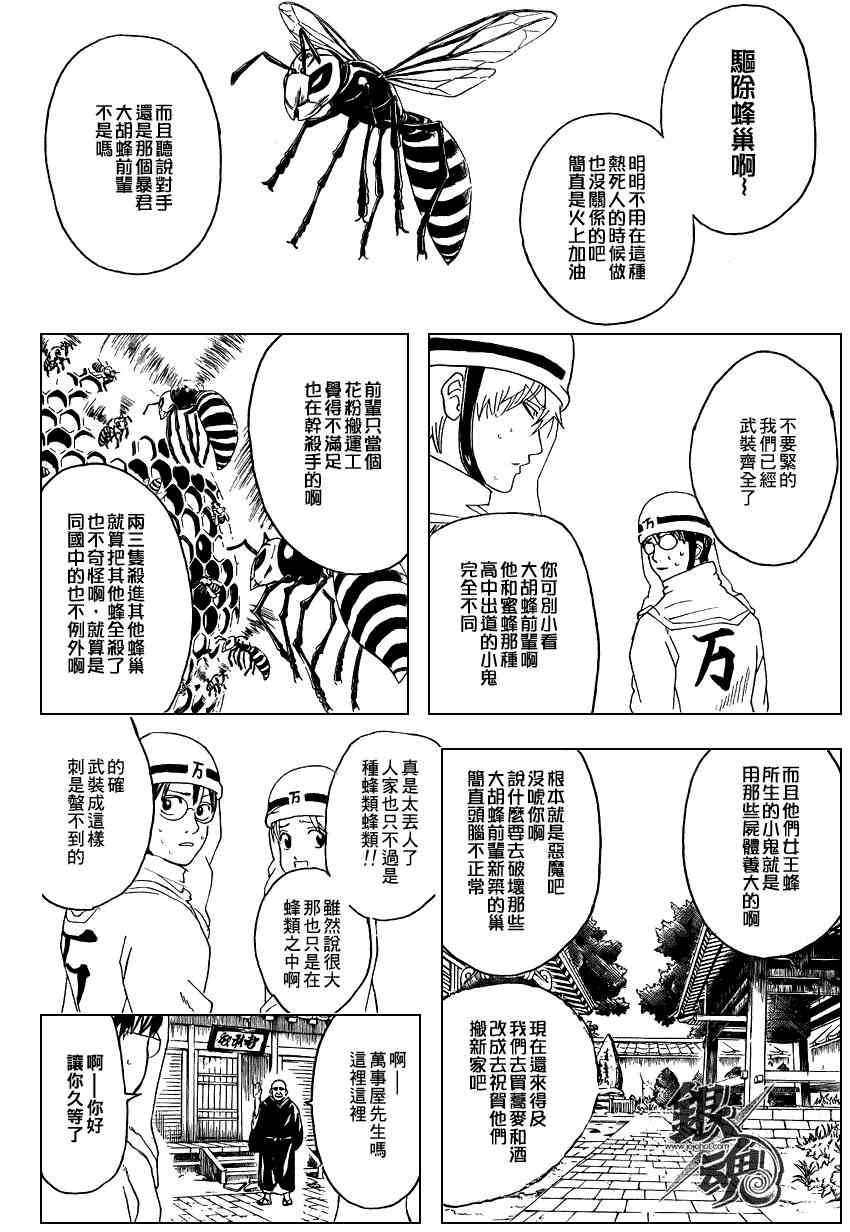 驅除蜂巢啊~
明明不用在這種
熱死人的時候做
也沒關係的吧
簡直是火上加油
而且聽說對手
還是那個暴君
大胡蜂前輩
不是嗎
不要緊的
我們已經
武裝齊全了
万
万
你可別小看
大胡蜂前輩啊
他和蜜蜂那種
高中出道的小鬼
完全不同
前輩只當個
花粉搬運工
覺得不滿足
也在幹殺手的啊
兩三隻殺進其他蜂巢
就算把其他蜂全殺了
也不奇怪啊，就算是
同國中的也不例外啊
而且他們女王蜂
所生的小鬼就是
用那些屍體養大的啊
根本就是惡魔吧
沒唬你啊
說什麼要去破壞那些
大胡蜂前輩新築的巢
簡直頭腦不正常
現在還來得及
我們去買蕎麥和酒
改成去祝賀他們
搬新家吧
真是太丟人了
人家也只不過是
種蜂類蜂類!!
雖然說很大
那也只是在
蜂類之中啊
万
万
的確
武裝成這樣
刺是螫不到的
啊——
萬事屋先生嗎
這裡這裡
啊——你好
讓你久等了
銀魂
www.jojohot.com